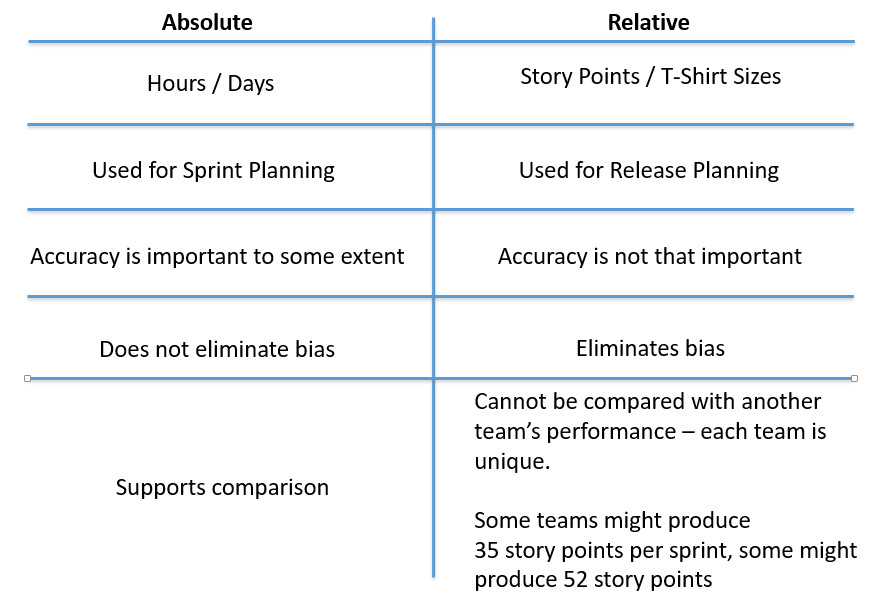 Absolute
Relative
Hours / Days
Story Points / T-Shirt Sizes
Used for Sprint Planning
Used for Release Planning
Accuracy is important to some extent
Accuracy is not that important
Does not eliminate bias
Eliminates bias
Supports comparison
Cannot be compared with another
team’s performance – each team is
unique.
Some teams might produce
35 story points per sprint, some might
produce 52 story points